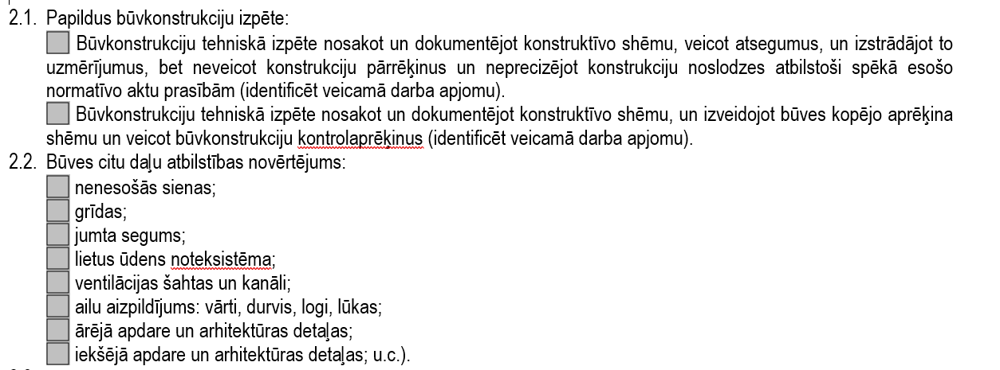 2.1. Papildus būvkonstrukciju izpēte:
Būvkonstrukciju tehniskā izpēte nosakot un dokumentējot konstruktīvo shēmu, veicot atsegumus, un izstrādājot to
uzmērījumus, bet neveicot konstrukciju pārrēķinus un neprecizējot konstrukciju noslodzes atbilstoši spēkā esošo
normatīvo aktu prasībām (identificēt veicamā darba apjomu).
Būvkonstrukciju tehniskā izpēte nosakot un dokumentējot konstruktīvo shēmu, un izveidojot būves kopējo aprēķina
shēmu un veicot būvkonstrukciju kontrolaprēķinus (identificēt veicamā darba apjomu).
2.2. Būves citu daļu atbilstības novērtējums:
nenesošās sienas;
grīdas;
jumta segums;
lietus ūdens noteksistēma;
ventilācijas šahtas un kanāli;
ailu aizpildījums: vārti, durvis, logi, lūkas;
ārējā apdare un arhitektūras detaļas;
iekšējā apdare un arhitektūras detaļas; u.c.).